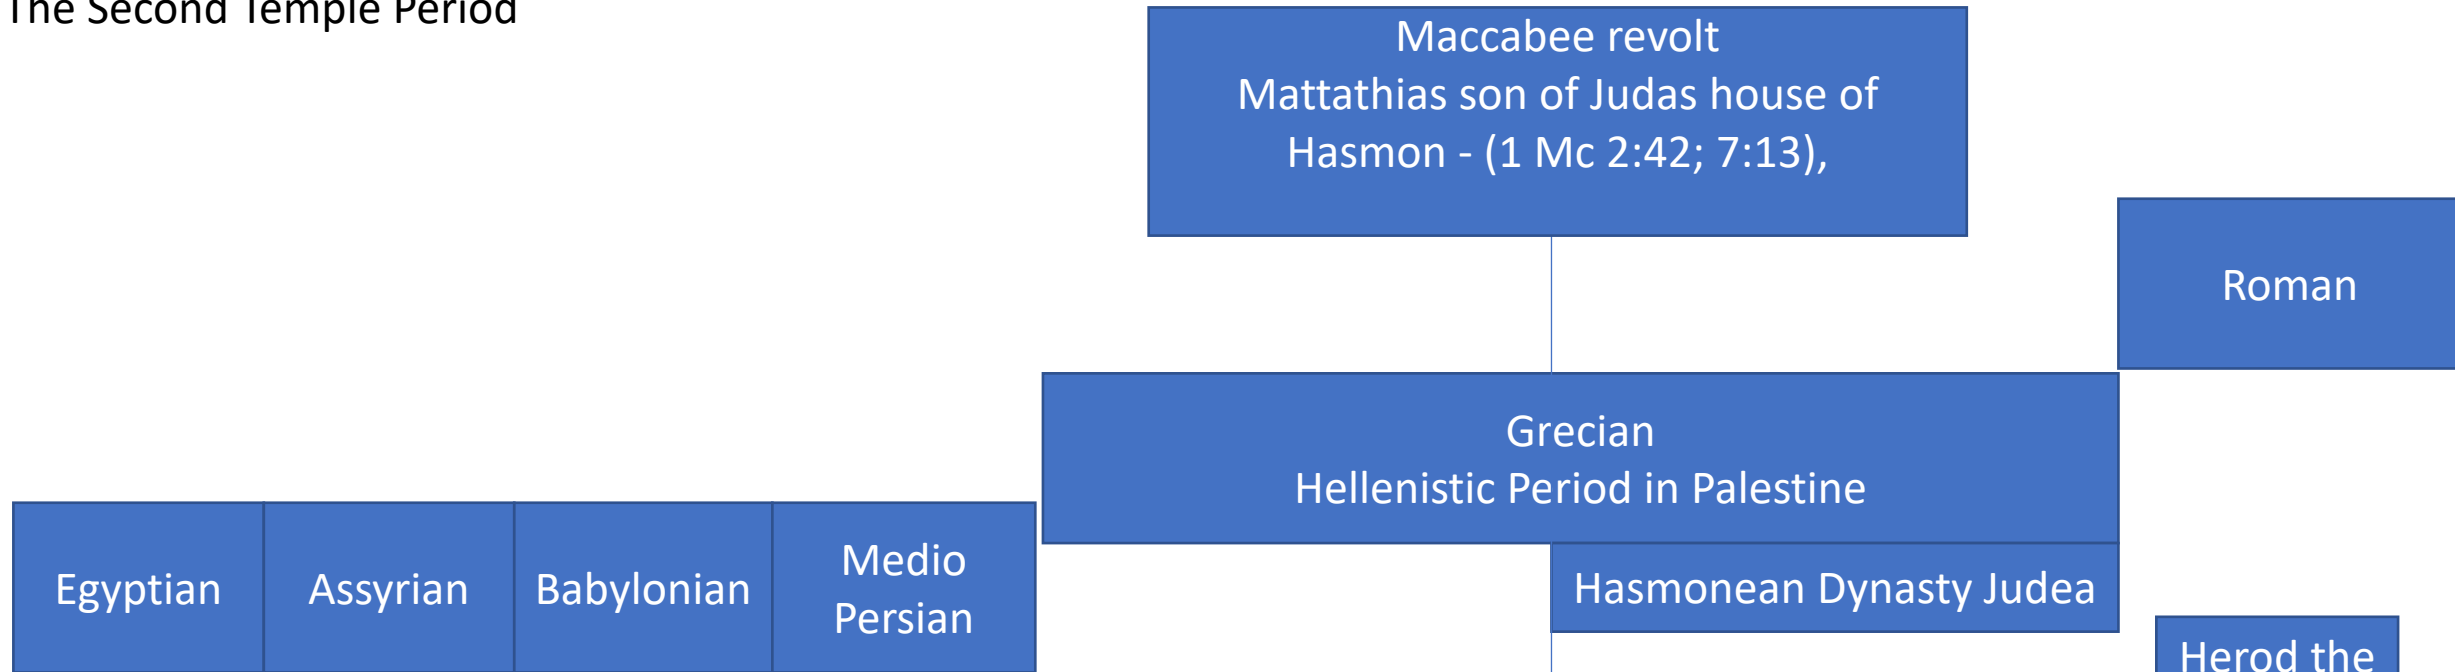 The Second Temple Period
Maccabee revolt
Mattathias son of Judas house of
Hasmon - (1 Mc 2:42; 7:13),
Roman
Grecian
Hellenistic Period in Palestine
Egyptian
Assyrian
Babylonian
Medio
Persian
Hasmonean Dynasty Judea
Herod the